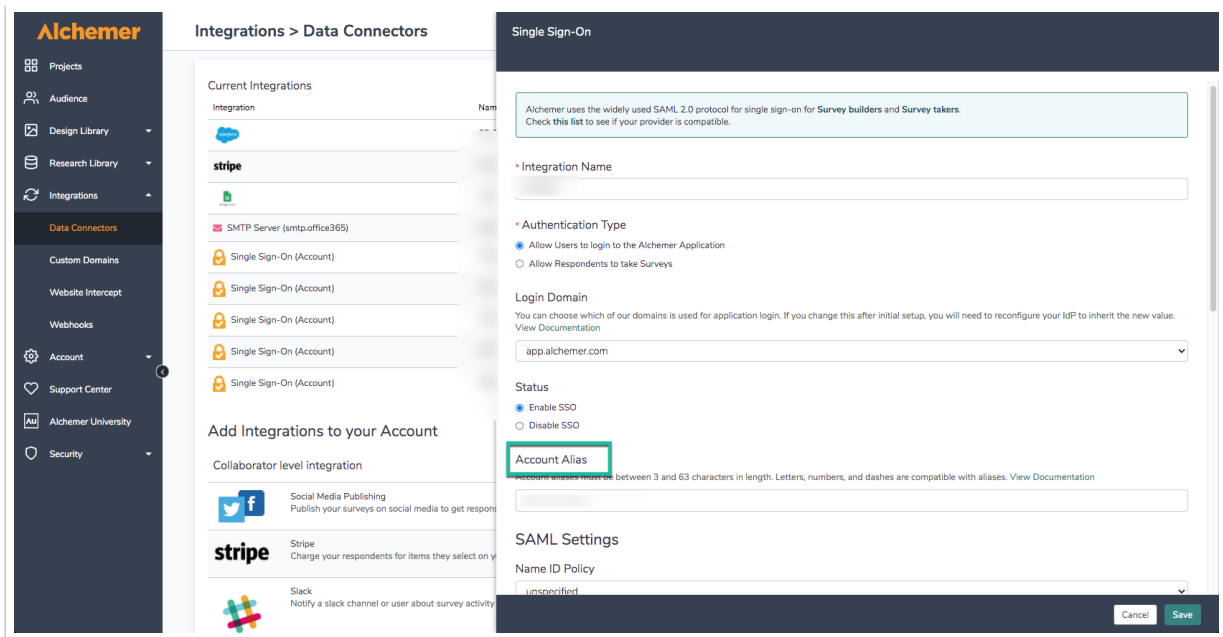 Alchemer
Projects
Audience
Design Library
Research Library
Integrations
Data Connectors
Custom Domains
Website Intercept
Webhooks
Account
Support Center
Au
Alchemer University
Security
Integrations > Data Connectors
Current Integrations
Integration
Nam
salesforce
stripe
SMTP Server (smtp.office365)
Single Sign-On (Account)
Single Sign-On (Account)
Single Sign-On (Account)
Single Sign-On (Account)
Single Sign-On (Account)
Add Integrations to your Account
Collaborator level integration
Social Media Publishing
Publish your surveys on social media to get respons
stripe
Stripe
Charge your respondents for items they select on y
Slack
Notify a slack channel or user about survey activity
Single Sign-On
Alchemer uses the widely used SAML 2.0 protocol for single sign-on for Survey builders and Survey takers.
Check this list to see if your provider is compatible.
* Integration Name
* Authentication Type
Allow Users to login to the Alchemer Application
Allow Respondents to take Surveys
Login Domain
You can choose which of our domains is used for application login. If you change this after initial setup, you will need to reconfigure your IdP to inherit the new value.
View Documentation
app.alchemer.com
Status
Enable SSO
Disable SSO
Account Alias
Account aliases must be between 3 and 63 characters in length. Letters, numbers, and dashes are compatible with aliases. View Documentation
SAML Settings
Name ID Policy
unspecified
Cancel
Save